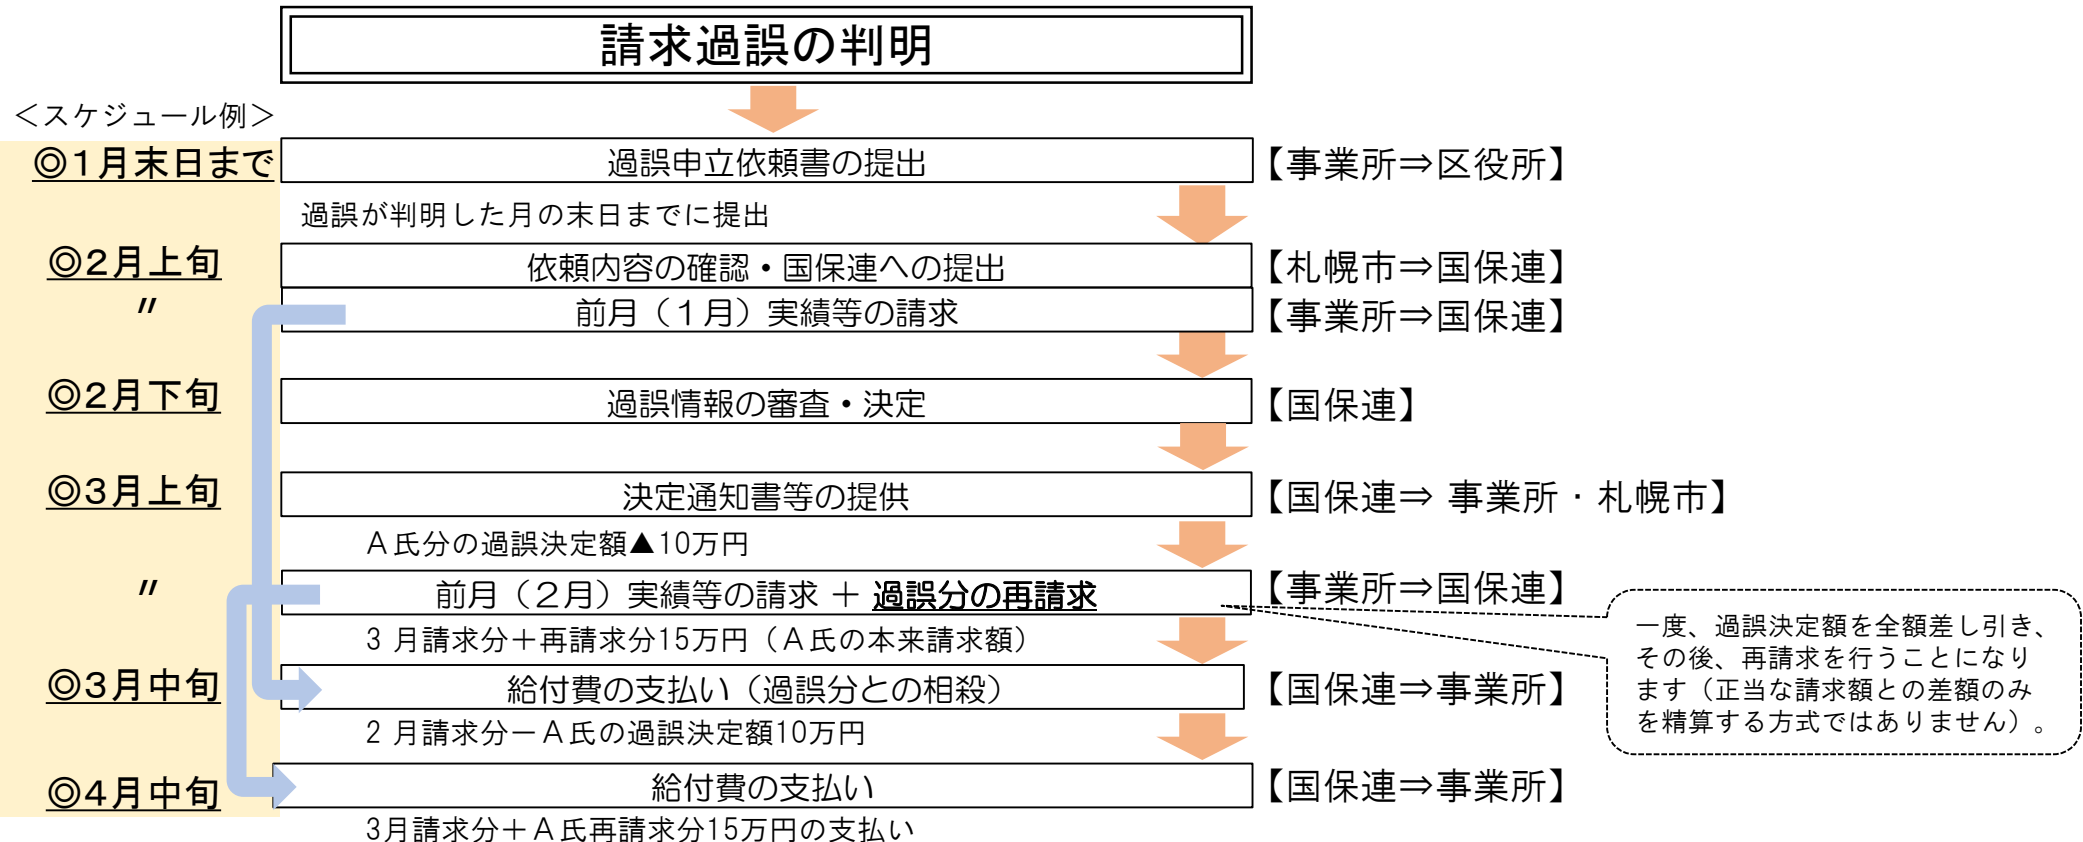 請求過誤の判明
＜スケジュール例＞
◎１月末日まで
過誤申立依頼書の提出
【事業所⇒区役所】
過誤が判明した月の末日までに提出
◎２月上旬
依頼内容の確認・国保連への提出
【札幌市⇒国保連】
〃
前月（１月）実績等の請求
【事業所⇒国保連】
◎２月下旬
過誤情報の審査・決定
【国保連】
◎３月上旬
決定通知書等の提供
【国保連⇒ 事業所・札幌市】
Ａ氏分の過誤決定額▲10万円
〃
前月（２月）実績等の請求 ＋ 過誤分の再請求
【事業所⇒国保連】
3 月請求分＋再請求分15万円（Ａ氏の本来請求額）
一度、過誤決定額を全額差し引き、
その後、再請求を行うことになり
ます（正当な請求額との差額のみ
を精算する方式ではありません）。
◎３月中旬
給付費の支払い（過誤分との相殺）
【国保連⇒事業所】
2 月請求分－Ａ氏の過誤決定額10万円
◎４月中旬
給付費の支払い
【国保連⇒事業所】
3月請求分＋Ａ氏再請求分15万円の支払い